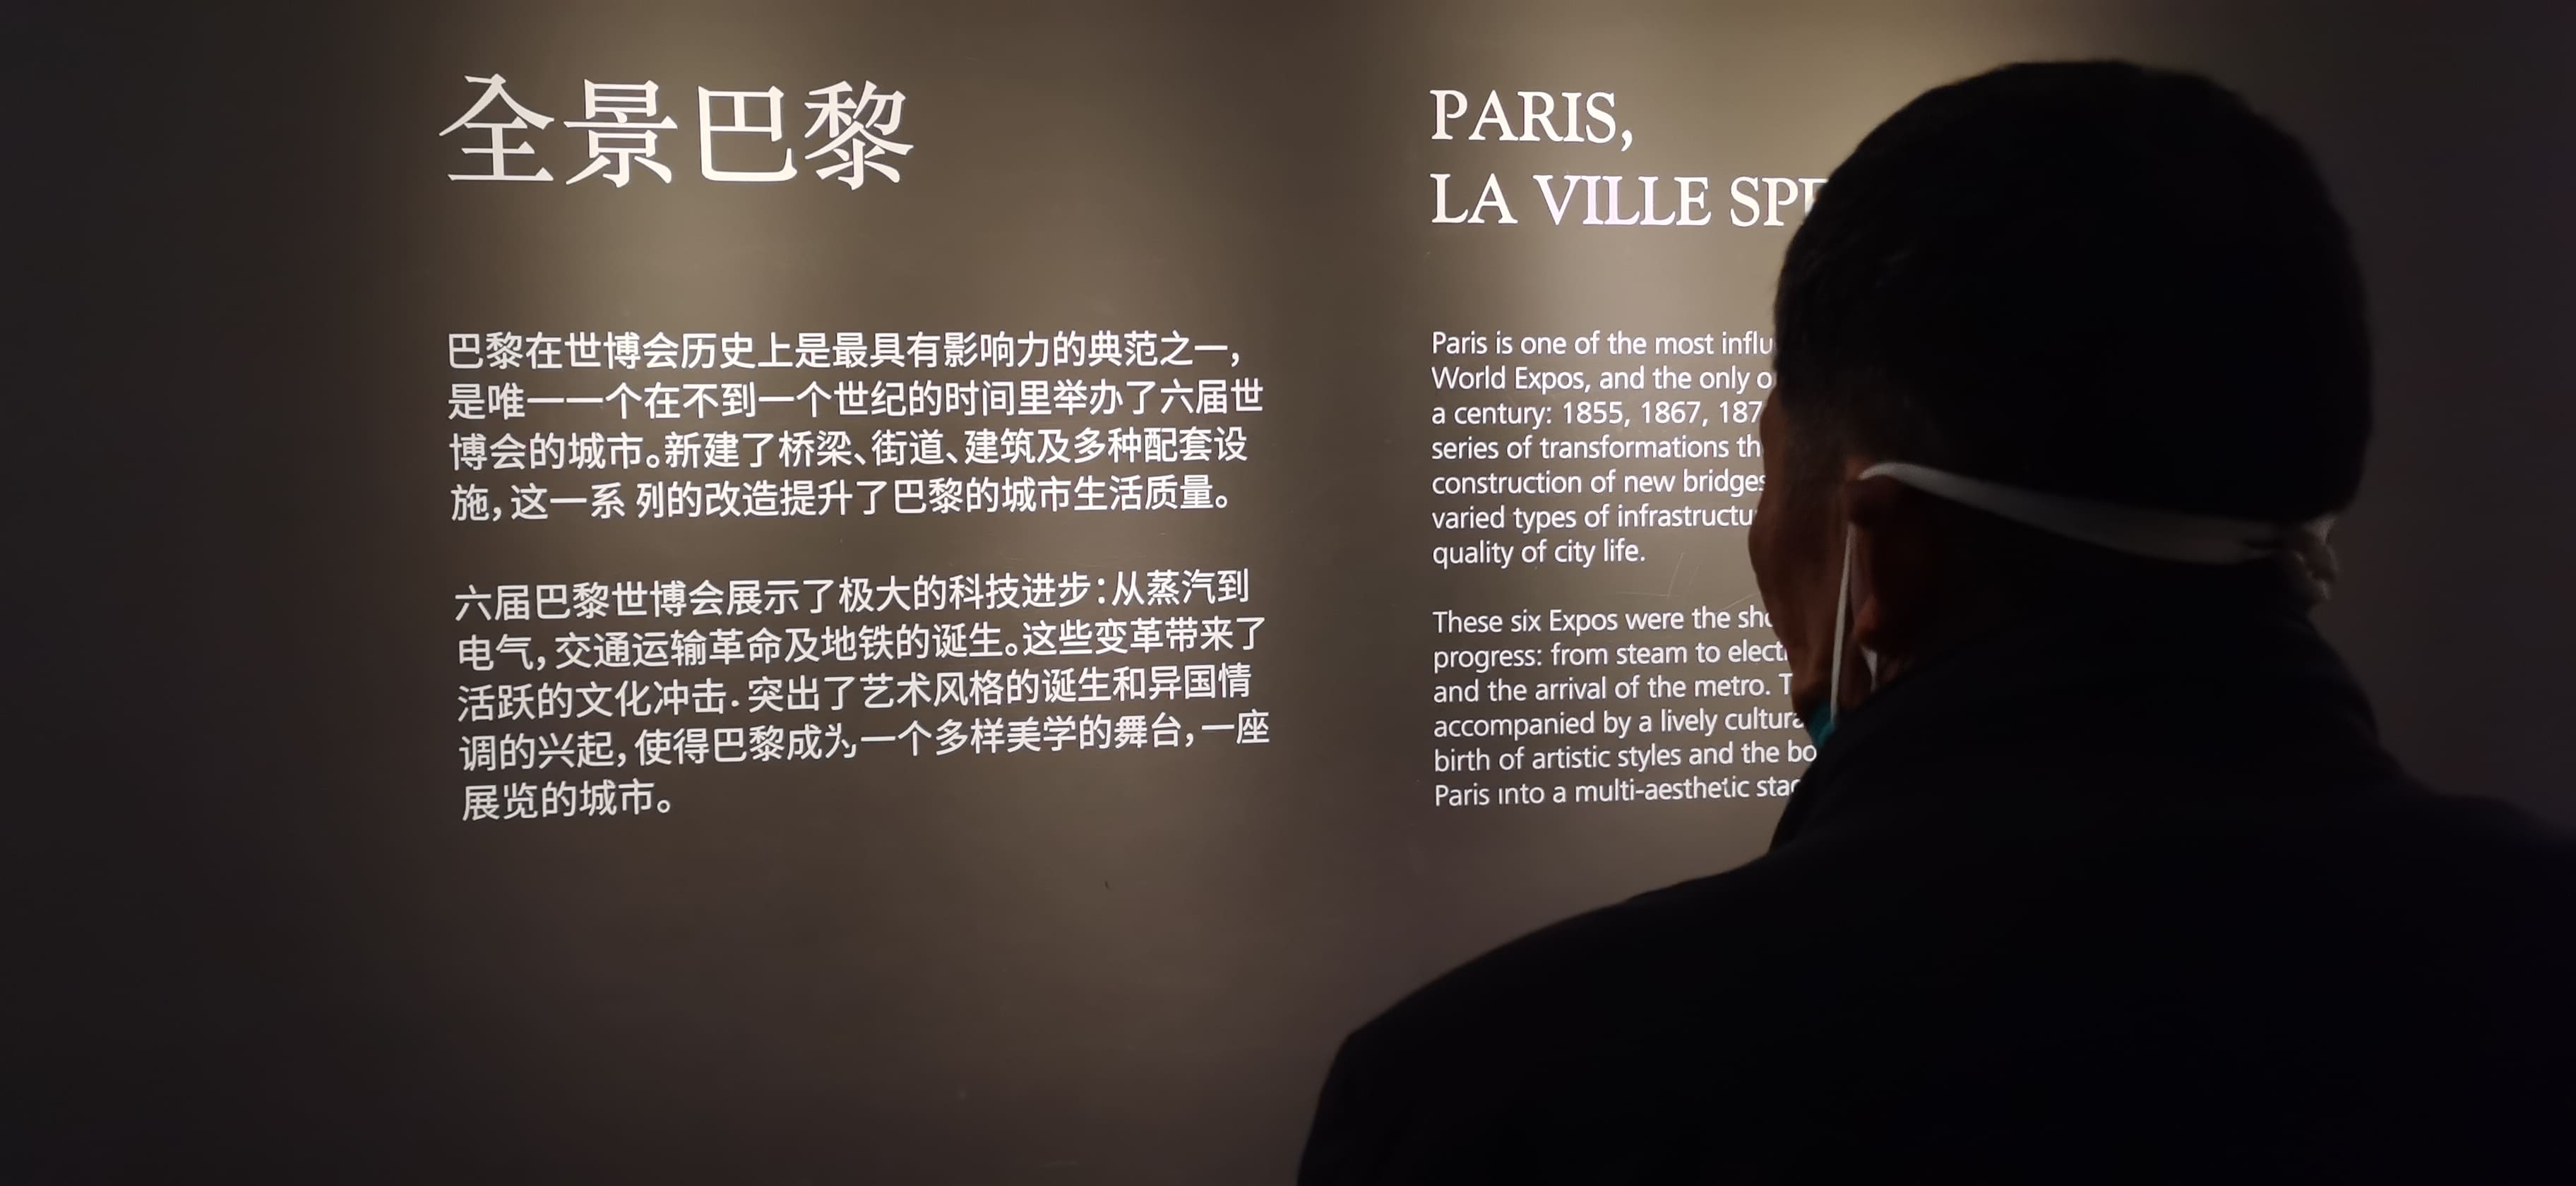 全景巴黎
巴黎在世博会历史上是最具有影响力的典范之一，
是唯一一个在不到一个世纪的时间里举办了六届世
博会的城市。新建了桥梁、街道、建筑及多种配套设
施，这一系 列的改造提升了巴黎的城市生活质量。
六届巴黎世博会展示了极大的科技进步：从蒸汽到
电气，交通运输革命及地铁的诞生。这些变革带来了
活跃的文化冲击．突出了艺术风格的诞生和异国情
调的兴起，使得巴黎成为一个多样美学的舞台，一座
展览的城市。
PARIS,
LA VILLE
Paris is one of the most
World Expos, and the only
a century: 1855, 1867,
series of transformations
construction of new bridges
varied types of
quality of city life.
These six Expos were the
progress: from steam to
and the arrival of the metro.
accompanied by a lively
birth of artistic styles and the
Paris into a multi-aesthetic